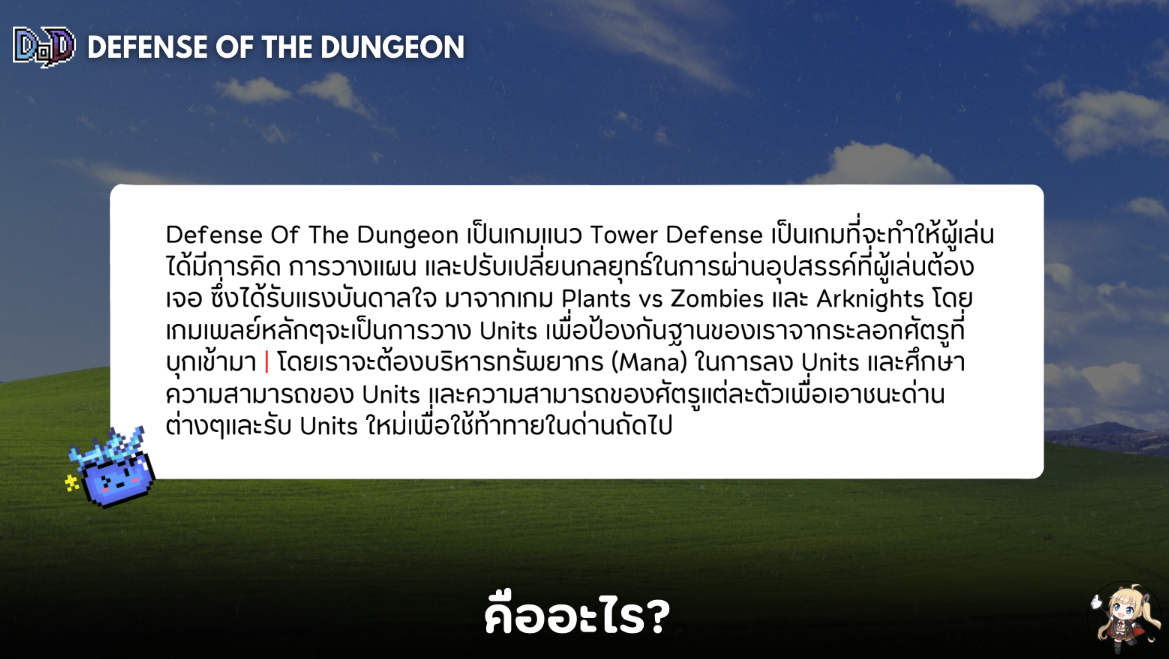 DoD DEFENSE OF THE DUNGEON
Defense Of The Dungeon เป็นเกมแนว Tower Defense เป็นเกมที่จะทำให้ผู้เล่น
ได้มีการคิด การวางแผน และปรับเปลี่ยนกลยุทธ์ในการผ่านอุปสรรค์ที่ผู้เล่นต้อง
เจอ ซึ่งได้รับแรงบันดาลใจ มาจากเกม Plants vs Zombies และ Arknights โดย
เกมเพลย์หลักๆจะเป็นการวาง Units เพื่อป้องกันฐานของเราจากระลอกศัตรูที่
บุกเข้ามา | โดยเราจะต้องบริหารทรัพยากร (Mana) ในการลง Units และศึกษา
ความสามารถของ Units และความสามารถของศัตรูแต่ละตัวเพื่อเอาชนะด่าน
ต่างๆและรับ Units ใหม่เพื่อใช้ท้าทายในด่านถัดไป
คืออะไร?